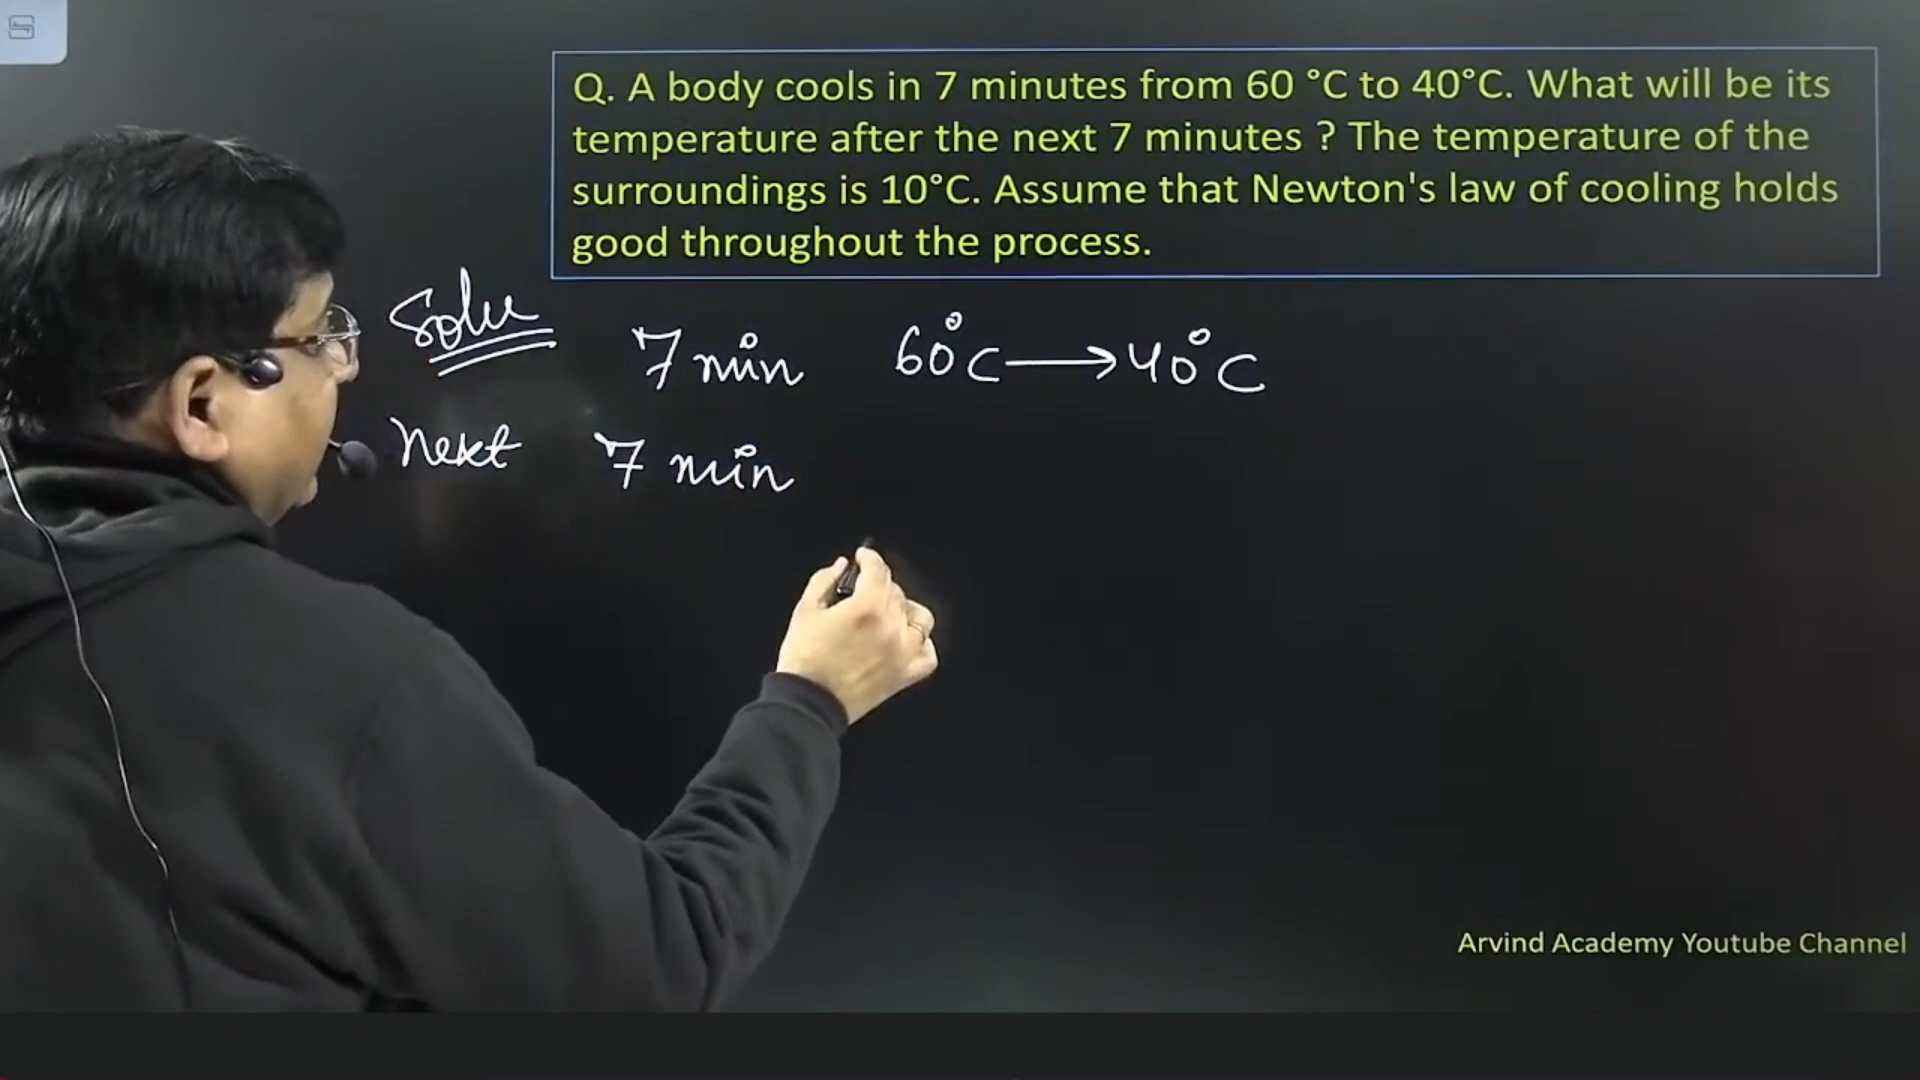 Q. A body cools in 7 minutes from 60 °C to 40°C. What will be its
temperature after the next 7 minutes ? The temperature of the
surroundings is 10°C. Assume that Newton's law of cooling holds
good throughout the process.
Solu
7 min 60°C → 40°C
next 7 min
Arvind Academy Youtube Channel